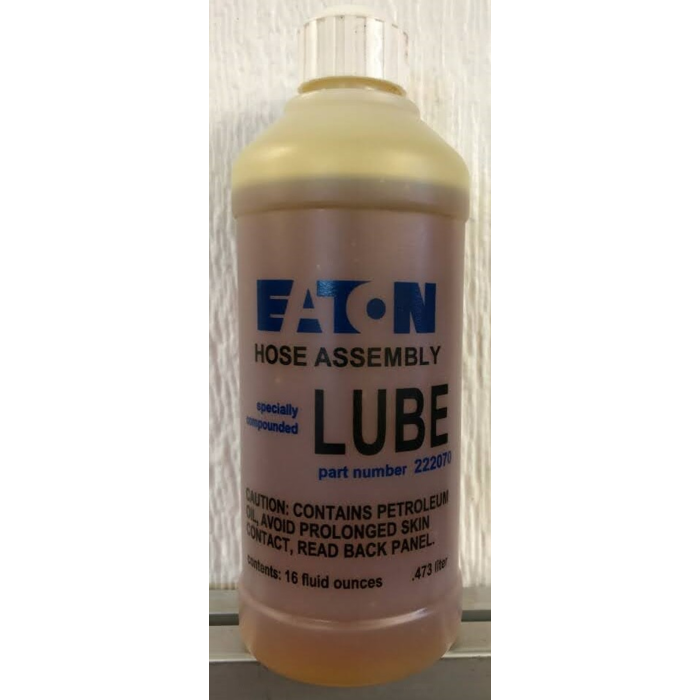 EATON
HOSE ASSEMBLY
specially
compounded
LUBE
part number 222070
CAUTION: CONTAINS PETROLEUM
OIL, AVOID PROLONGED SKIN
CONTACT, READ BACK PANEL.
contents: 16 fluid ounces .473 liter